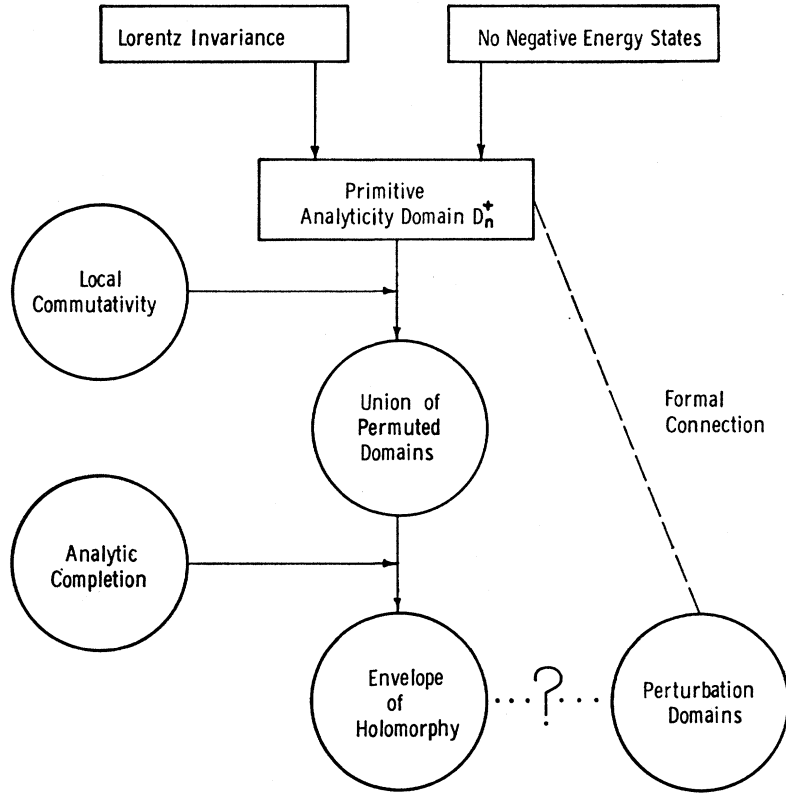 Lorentz Invariance
No Negative Energy States
Primitive
Analyticity Domain D_n^+
Local
Commutativity
Union of
Permuted
Domains
Formal
Connection
Analytic
Completion
Envelope
of
Holomorphy
...?...
Perturbation
Domains